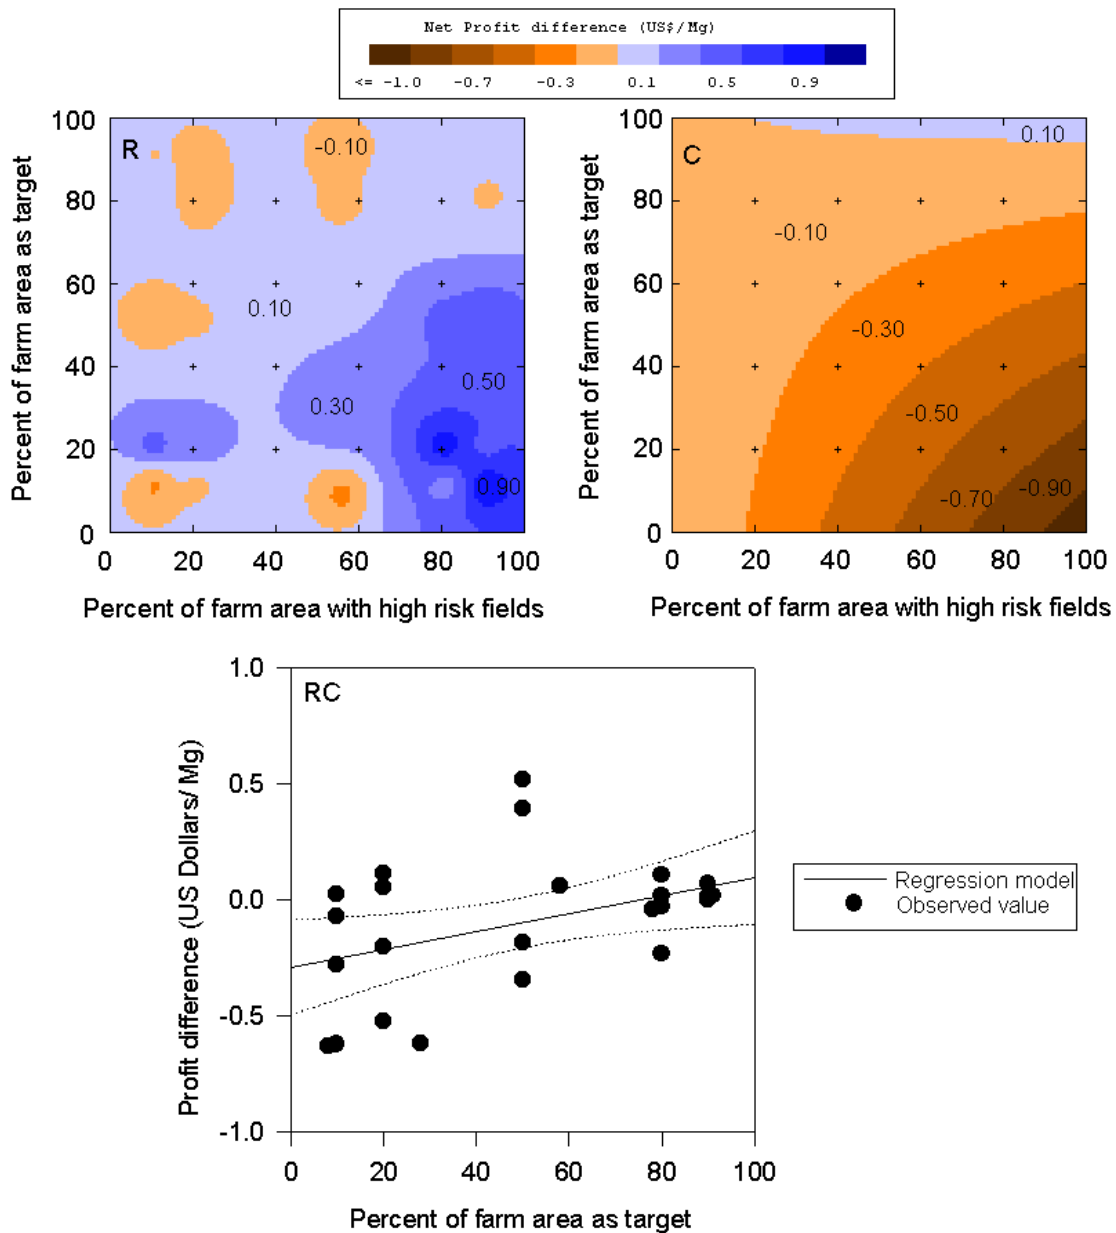 Net Profit difference (US$/Mg)
<= -1.0 -0.7 -0.3 0.1 0.5 0.9
Percent of farm area as target
100
80
60
40
20
0
R
-0.10
0.10
0.30
0.50
0.90
0 20 40 60 80 100
Percent of farm area with high risk fields
Percent of farm area as target
100
80
60
40
20
0
C
0.10
-0.10
-0.30
-0.50
-0.70
-0.90
0 20 40 60 80 100
Percent of farm area with high risk fields
Profit difference (US Dollars/ Mg)
1.0
0.5
0.0
-0.5
-1.0
RC
0 20 40 60 80 100
Percent of farm area as target
Regression model
Observed value